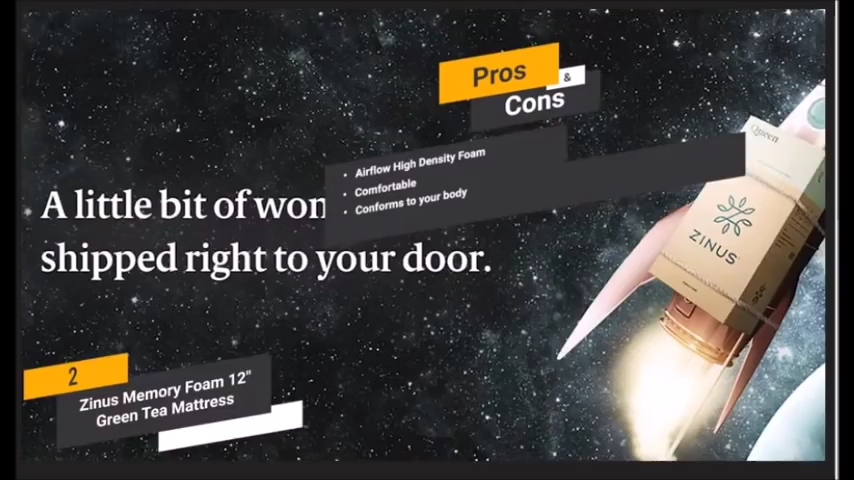 Pros
&
Cons
Queen
• Airflow High Density Foam
• Comfortable
• Conforms to your body
A little bit of won
shipped right to your door.
ZINUS
2
Zinus Memory Foam 12"
Green Tea Mattress